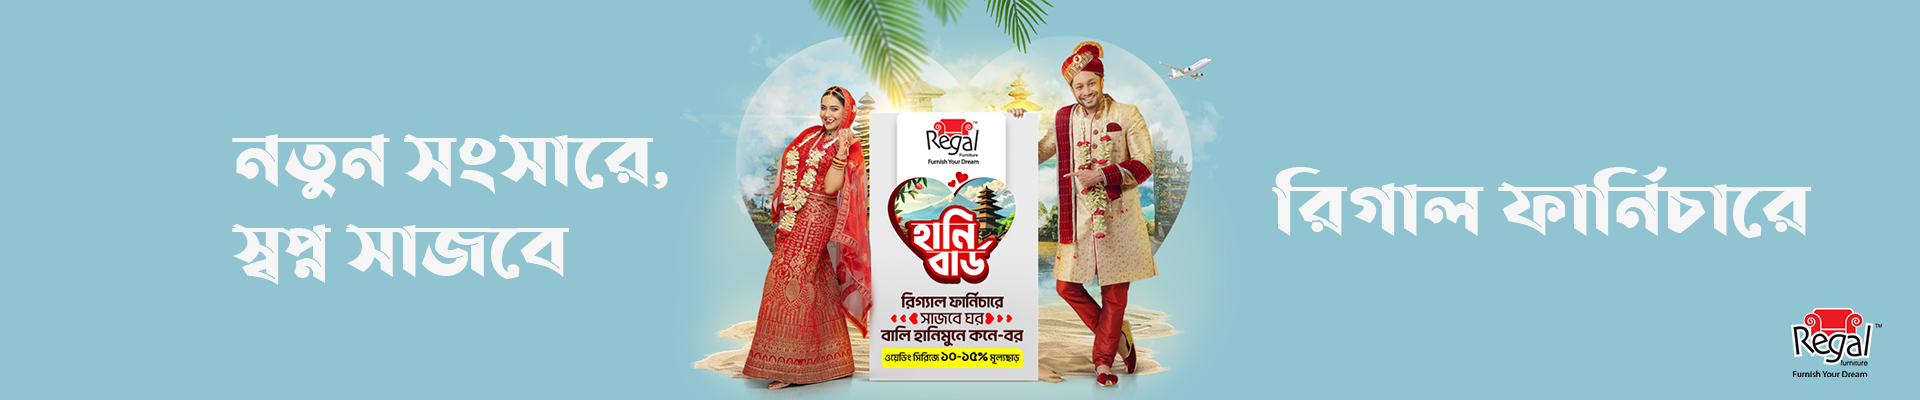 নতুন সংসারে,
স্বপ্ন সাজবে
Regal™
Furniture
Furnish Your Dream
হানি
বার্ড
রিগ্যাল ফার্নিচারে
সাজবে ঘর
বালি হানিমুনে কনে-বর
ওয়েডিং সিরিজে ১০-১৫% মূল্যছাড়
রিগাল ফার্নিচারে
Regal™
furniture
Furnish Your Dream